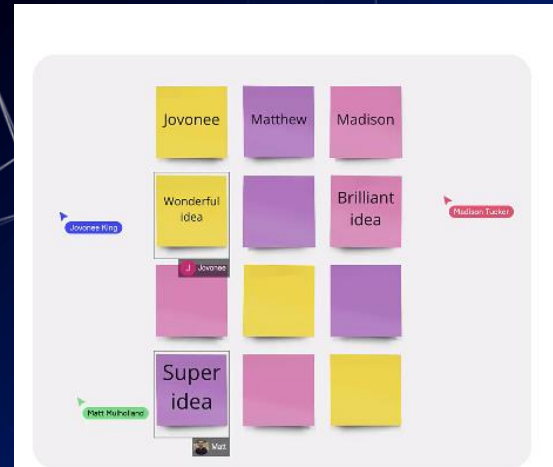 Jovonee
Matthew
Madison
Wonderful
idea
Brilliant
idea
Jovonee King
Madison Tucker
J Jovonee
Super
idea
Matt Mulholland
Matt